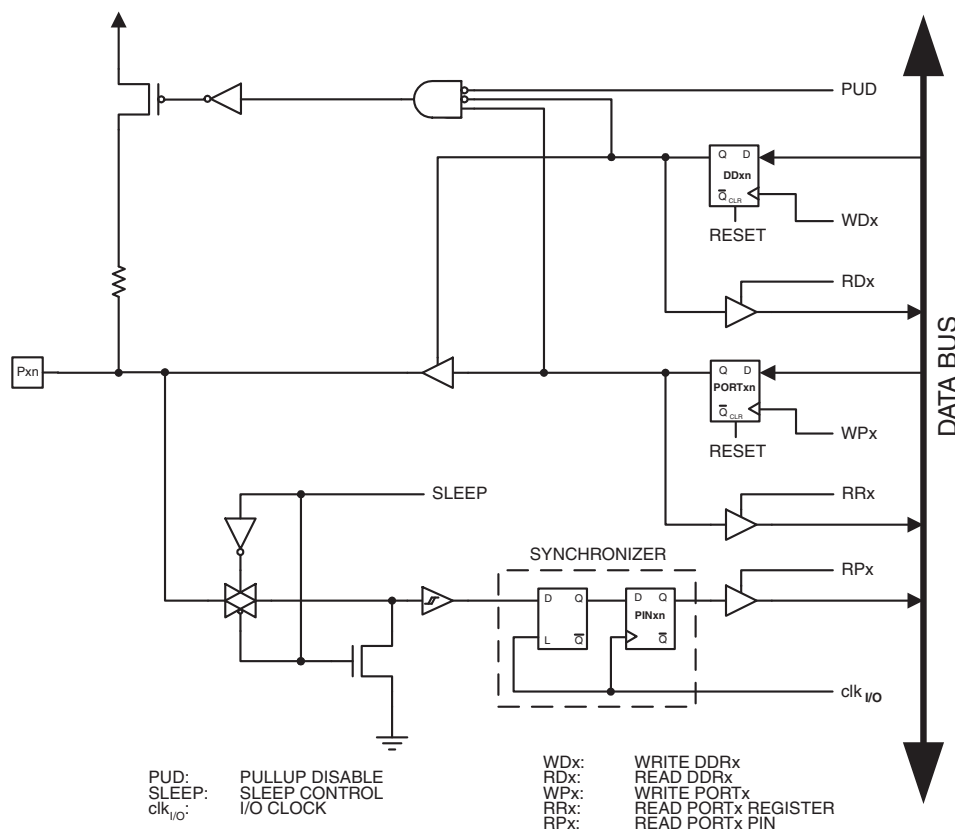 PUD
Q D
DDxn
Q̅ CLR
WDx
RESET
RDx
Pxn
Q D
PORTxn
Q̅ CLR
WPx
RESET
DATA BUS
SLEEP
RRx
SYNCHRONIZER
RPx
D Q
L Q̅
D Q
PINxn
Q̅
clk I/O
PUD: PULLUP DISABLE
SLEEP: SLEEP CONTROL
clk I/O: I/O CLOCK
WDx: WRITE DDRx
RDx: READ DDRx
WPx: WRITE PORTx
RRx: READ PORTx REGISTER
RPx: READ PORTx PIN